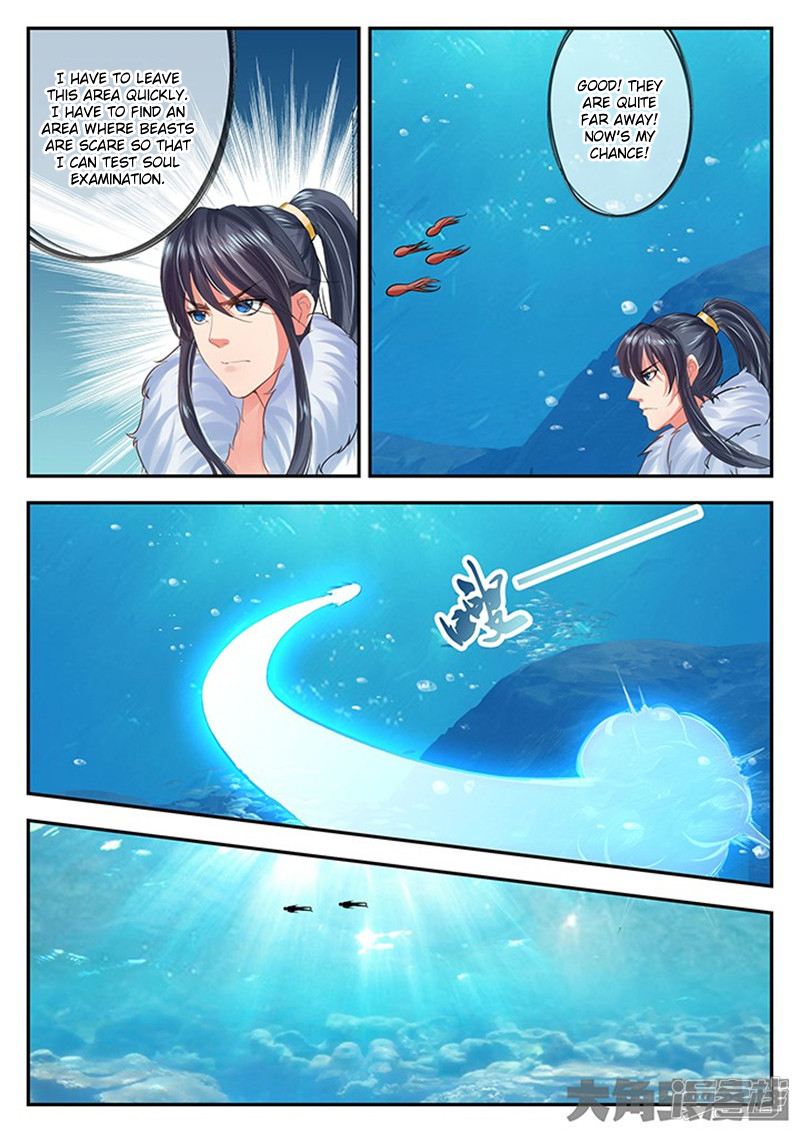 I HAVE TO LEAVE
THIS AREA QUICKLY.
I HAVE TO FIND AN
AREA WHERE BEASTS
ARE SCARE SO THAT
I CAN TEST SOUL
EXAMINATION.
GOOD! THEY
ARE QUITE
FAR AWAY!
NOW'S MY
CHANCE!
大角虫漫画